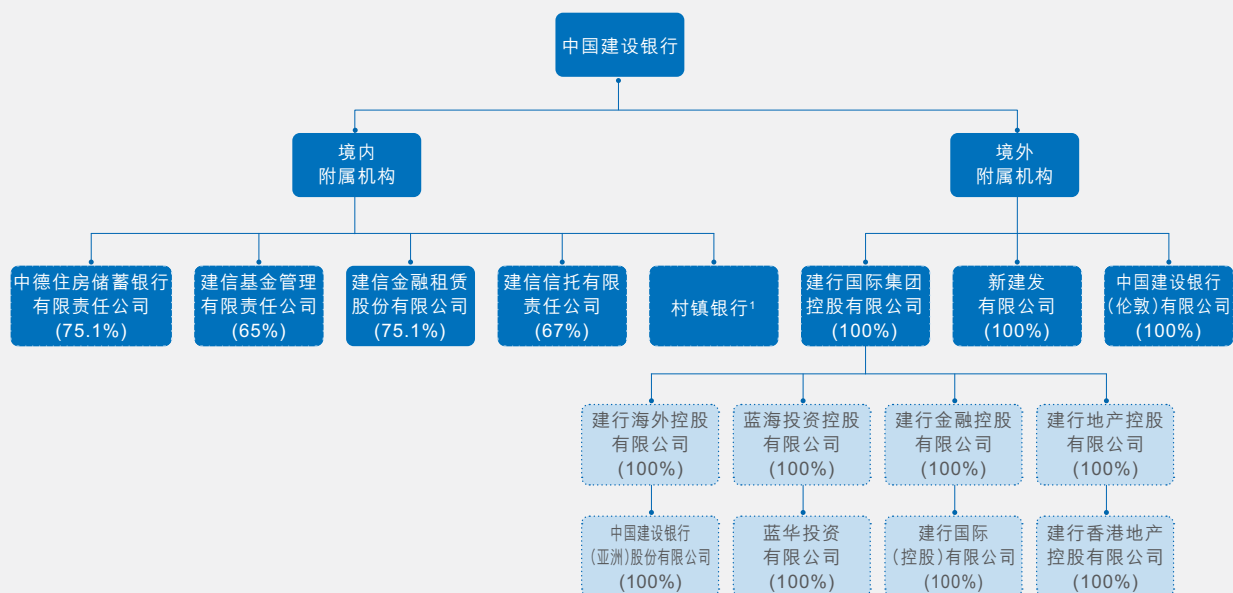 中国建设银行
境内
附属机构
境外
附属机构
中德住房储蓄银行
有限责任公司
(75.1%)
建信基金管理
有限责任公司
(65%)
建信金融租赁
股份有限公司
(75.1%)
建信信托有限
责任公司
(67%)
村镇银行¹
建行国际集团
控股有限公司
(100%)
新建发
有限公司
(100%)
中国建设银行
(伦敦)有限公司
(100%)
建行海外控股
有限公司
(100%)
蓝海投资控股
有限公司
(100%)
建行金融控股
有限公司
(100%)
建行地产控股
有限公司
(100%)
中国建设银行
(亚洲)股份有限公司
(100%)
蓝华投资
有限公司
(100%)
建行国际
(控股)有限公司
(100%)
建行香港地产
控股有限公司
(100%)